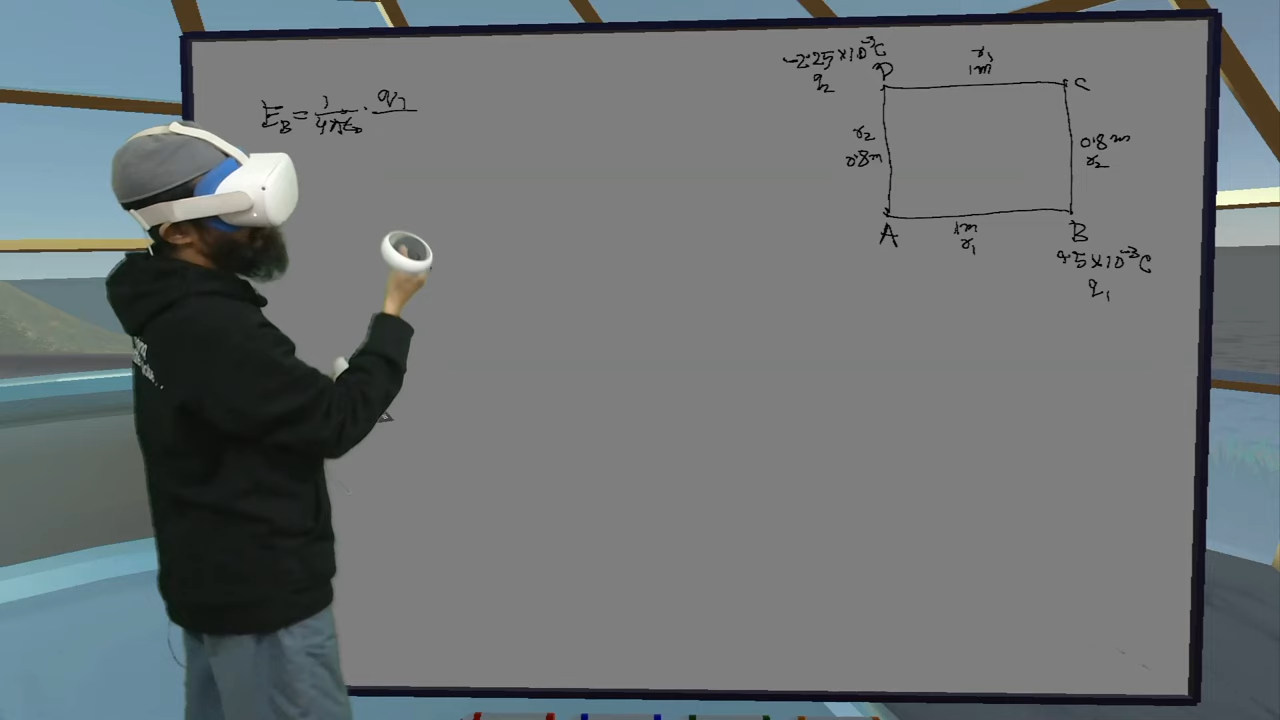 E_B = 1/4πε₀ · q₁
-2.25×10⁻³C
q₂
D
r₁
1m
C
r₂
0.8m
0.8m
r₂
A
1m
r₁
B
4.5×10⁻³C
q₁